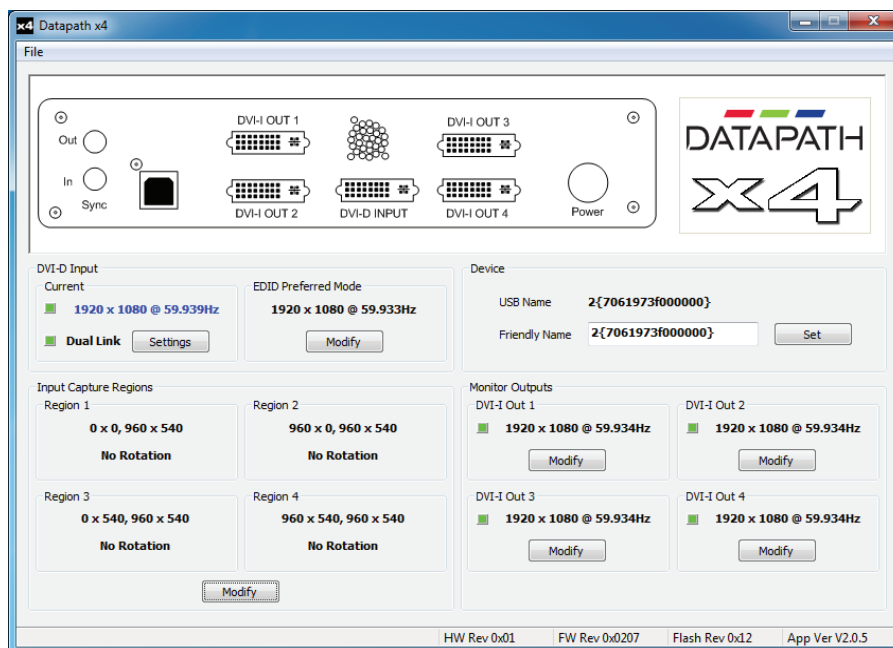 x4 Datapath x4
File
DVI-I OUT 1
DVI-I OUT 3
Out
In
Sync
DVI-I OUT 2
DVI-D INPUT
DVI-I OUT 4
Power
DATAPATH
x4
DVI-D Input
Current
1920 x 1080 @ 59.939Hz
Dual Link
Settings
EDID Preferred Mode
1920 x 1080 @ 59.933Hz
Modify
Device
USB Name
2{7061973f000000}
Friendly Name
2{7061973f000000}
Set
Input Capture Regions
Region 1
0 x 0, 960 x 540
No Rotation
Region 2
960 x 0, 960 x 540
No Rotation
Region 3
0 x 540, 960 x 540
No Rotation
Region 4
960 x 540, 960 x 540
No Rotation
Modify
Monitor Outputs
DVI-I Out 1
1920 x 1080 @ 59.934Hz
Modify
DVI-I Out 2
1920 x 1080 @ 59.934Hz
Modify
DVI-I Out 3
1920 x 1080 @ 59.934Hz
Modify
DVI-I Out 4
1920 x 1080 @ 59.934Hz
Modify
HW Rev 0x01
FW Rev 0x0207
Flash Rev 0x12
App Ver V2.0.5